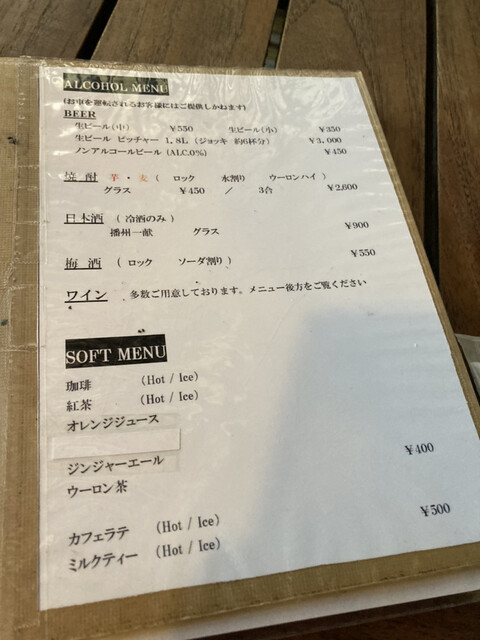 ALCOHOL MENU
(お車を運転されるお客様にはご提供しかねます)
BEER
生ビール(中) ¥550 生ビール(小) ¥350
生ビール ピッチャー 1,8L(ジョッキ 約6杯分) ¥3,000
ノンアルコールビール(ALC.0%) ¥450
焼酎 芋・麦 ( ロック 水割り ウーロンハイ )
グラス ¥450 / 3合 ¥2,600
日本酒 ( 冷酒のみ )
播州一献 グラス ¥900
梅酒 ( ロック ソーダ割り ) ¥550
ワイン 多数ご用意しております。メニュー後方をご覧ください
SOFT MENU
珈琲 (Hot / Ice)
紅茶 (Hot / Ice)
オレンジジュース
ジンジャーエール ¥400
ウーロン茶
カフェラテ (Hot / Ice) ¥500
ミルクティー (Hot / Ice)